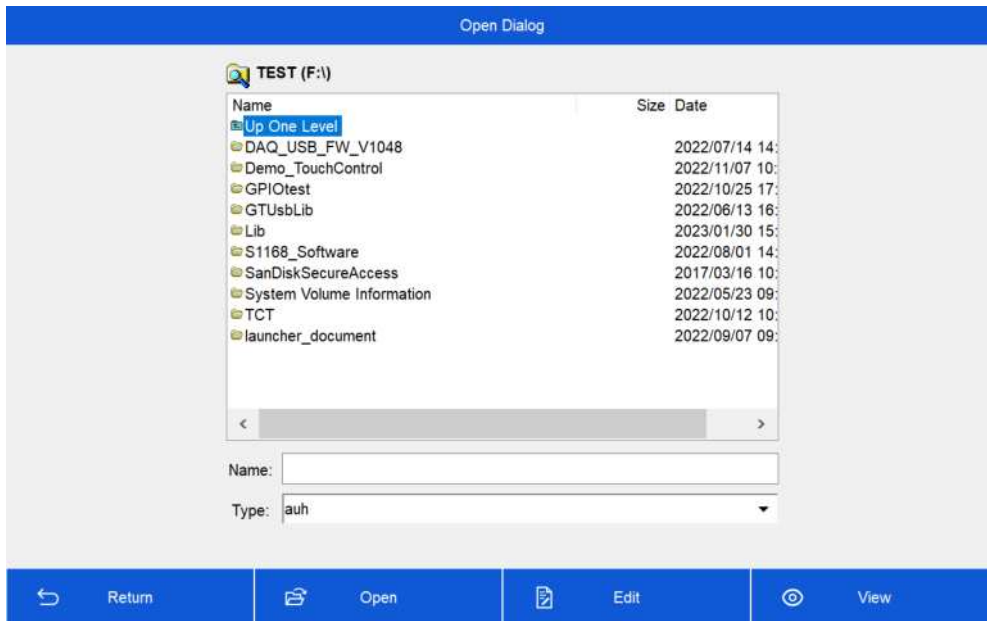 Open Dialog
TEST (F:\)
Name Size Date
Up One Level
DAQ_USB_FW_V1048 2022/07/14 14:
Demo_TouchControl 2022/11/07 10:
GPIOtest 2022/10/25 17:
GTUsbLib 2022/06/13 16:
Lib 2023/01/30 15:
S1168_Software 2022/08/01 14:
SanDiskSecureAccess 2017/03/16 10:
System Volume Information 2022/05/23 09:
TCT 2022/10/12 10:
launcher_document 2022/09/07 09:
Name:
Type: auh
Return Open Edit View